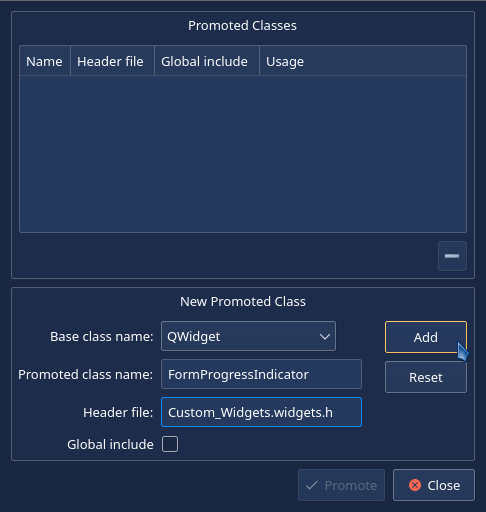 Promoted Classes
Name Header file Global include Usage
New Promoted Class
Base class name: QWidget Add
Promoted class name: FormProgressIndicator Reset
Header file: Custom_Widgets.widgets.h
Global include
Promote Close